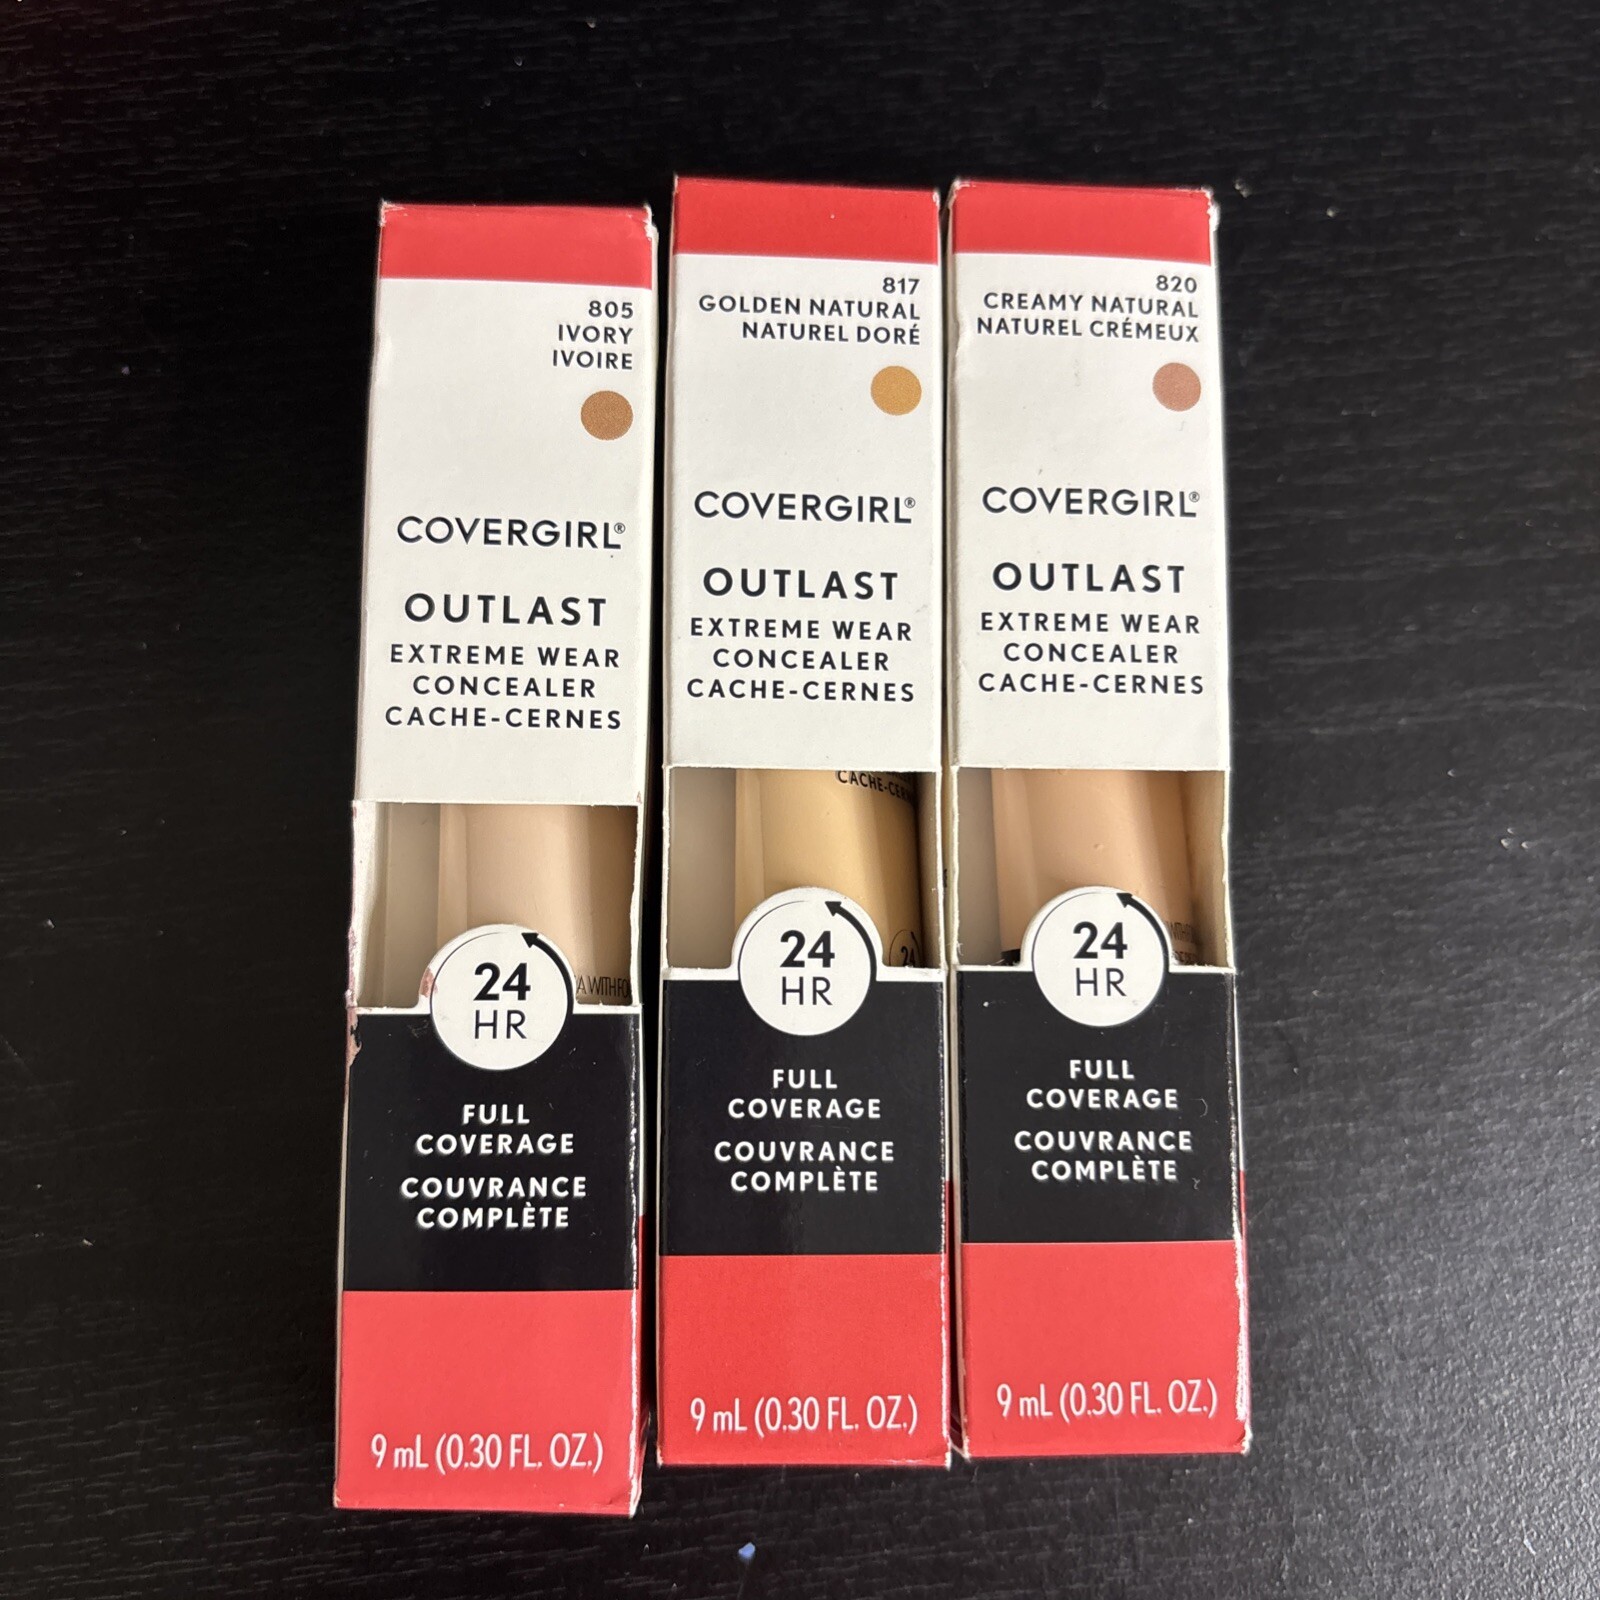 805
IVORY
IVOIRE
COVERGIRL®
OUTLAST
EXTREME WEAR
CONCEALER
CACHE-CERNES
24
HR
FULL
COVERAGE
COUVRANCE
COMPLÈTE
9 mL (0.30 FL. OZ.)
817
GOLDEN NATURAL
NATUREL DORÉ
COVERGIRL®
OUTLAST
EXTREME WEAR
CONCEALER
CACHE-CERNES
24
24
HR
FULL
COVERAGE
COUVRANCE
COMPLÈTE
9 mL (0.30 FL. OZ.)
820
CREAMY NATURAL
NATUREL CRÉMEUX
COVERGIRL®
OUTLAST
EXTREME WEAR
CONCEALER
CACHE-CERNES
24
HR
FULL
COVERAGE
COUVRANCE
COMPLÈTE
9 mL (0.30 FL. OZ.)